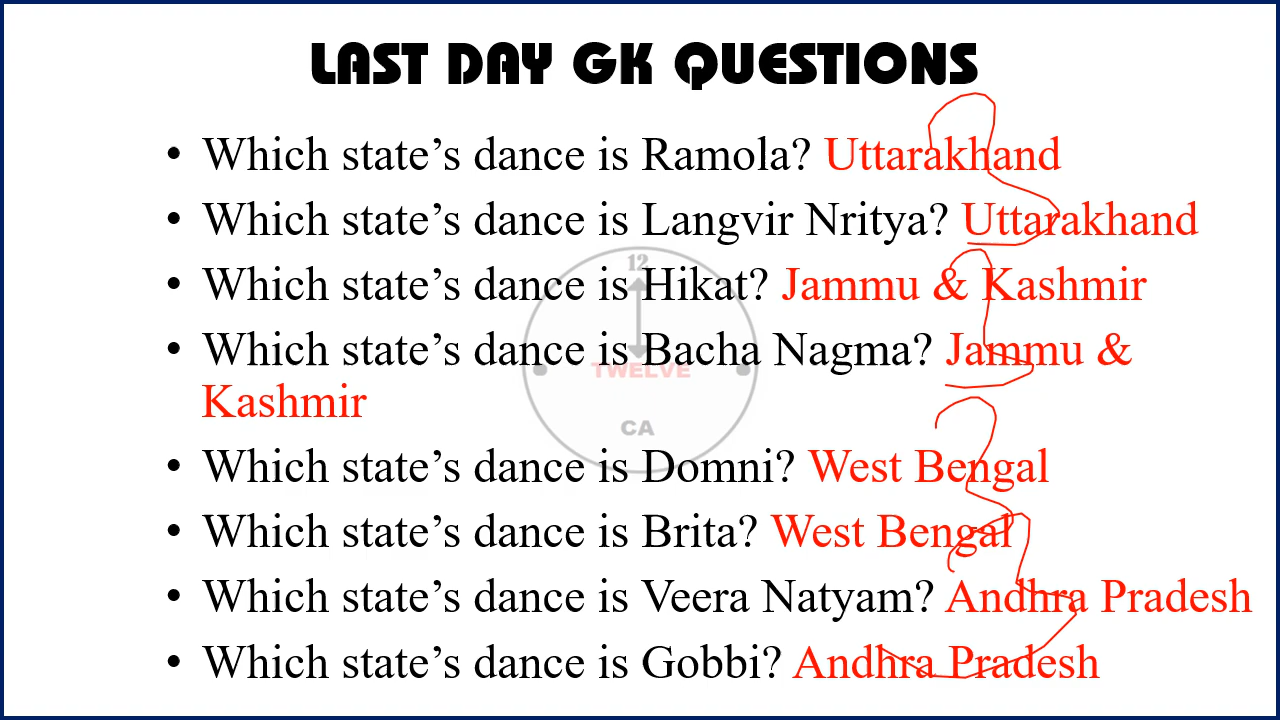 LAST DAY GK QUESTIONS
• Which state's dance is Ramola? Uttarakhand
• Which state's dance is Langvir Nritya? Uttarakhand
12
• Which state's dance is Hikat? Jammu & Kashmir
• Which state's dance is Bacha Nagma? Jammu &
TWELVE
Kashmir
CA
• Which state's dance is Domni? West Bengal
• Which state's dance is Brita? West Bengal
• Which state's dance is Veera Natyam? Andhra Pradesh
• Which state's dance is Gobbi? Andhra Pradesh